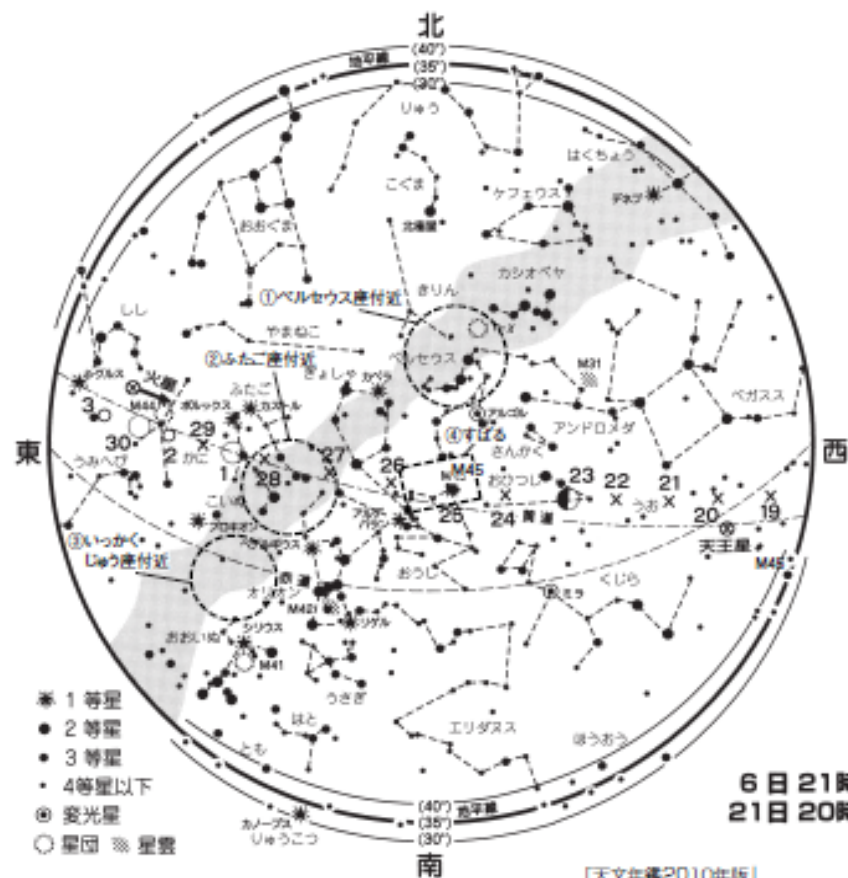 北
(40°)
地平線
(35°)
(30°)
りゅう
はくちょう
こぐま
ケフェウス
デネブ
おおぐま
北極星
カシオペヤ
①ペルセウス座付近
きりん
しし
やまねこ
ペルセウス
②ふたご座付近
M31
レグルス
火星
ぎょしゃ
カペラ
ペガスス
ふたご
M44
ポルックス
カストール
アルゴル
アンドロメダ
3
④すばる
さんかく
29
30
かに
27
東
2
26
M45
おひつじ
23
22
21
西
うみへび
1
28
うお
こいぬ
25
24
黄道
20
19
アルデバラン
天王星
プロキオン
③いっかく
じゅう座付近
ベテルギウス
おうし
くじら
赤道
オリオン
ミラ
M42
リゲル
シリウス
おおいぬ
M41
うさぎ
1等星
2等星
はと
エリダヌス
3等星
とも
ほうおう
4等星以下
6日 21時
変光星
(40°)
地平線
21日 20時
カノープス
(35°)
りゅうこつ
(30°)
星団
星雲
南
「天文年鑑2010年版」